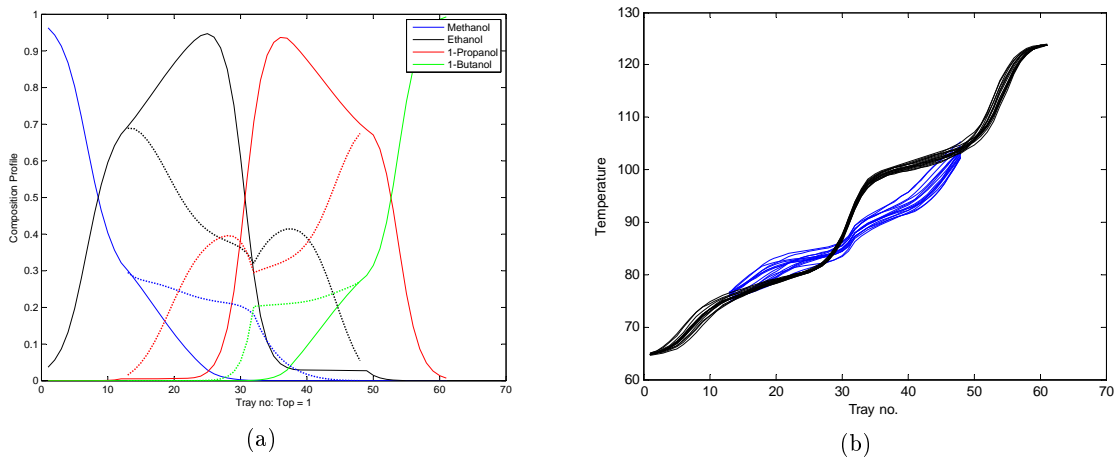 Composition Profile
1
0.9
0.8
0.7
0.6
0.5
0.4
0.3
0.2
0.1
0
0 10 20 30 40 50 60 70
Tray no: Top = 1
Methanol
Ethanol
1-Propanol
1-Butanol
(a)
Temperature
130
120
110
100
90
80
70
60
0 10 20 30 40 50 60 70
Tray no.
(b)